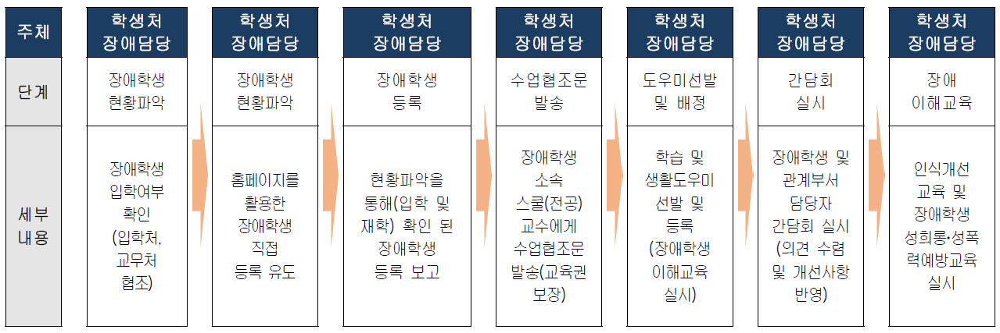 주체
학생처
장애담당
학생처
장애담당
학생처
장애담당
학생처
장애담당
학생처
장애담당
학생처
장애담당
학생처
장애담당
단계
장애학생
현황파악
장애학생
현황파악
장애학생
등록
수업협조문
발송
도우미선발
및 배정
간담회
실시
장애
이해교육
세부
내용
장애학생
입학여부
확인
(입학처,
교무처
협조)
홈페이지를
활용한
장애학생
직접
등록 유도
현황파악을
통해(입학 및
재학) 확인 된
장애학생
등록 보고
장애학생
소속
스쿨(전공)
교수에게
수업협조문
발송(교육권
보장)
학습 및
생활도우미
선발 및
등록
(장애학생
이해교육
실시)
장애학생 및
관계부서
담당자
간담회 실시
(의견 수렴
및 개선사항
반영)
인식개선
교육 및
장애학생
성희롱·성폭
력예방교육
실시